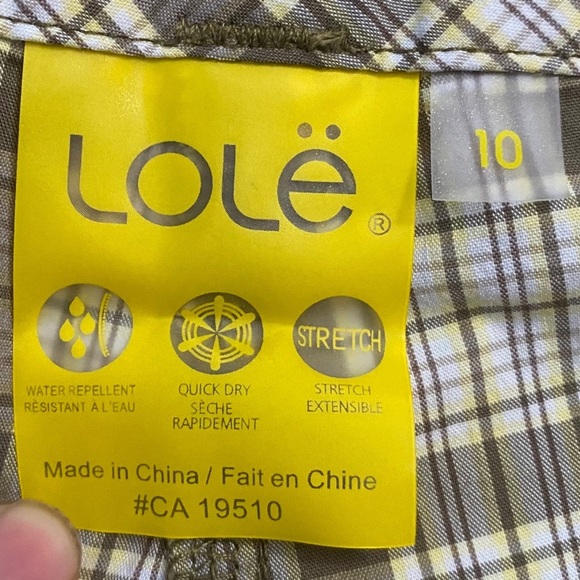 Lolë ®
10
STRETCH
WATER REPELLENT
RÉSISTANT À L'EAU
QUICK DRY
SÈCHE
RAPIDEMENT
STRETCH
EXTENSIBLE
Made in China / Fait en Chine
#CA 19510